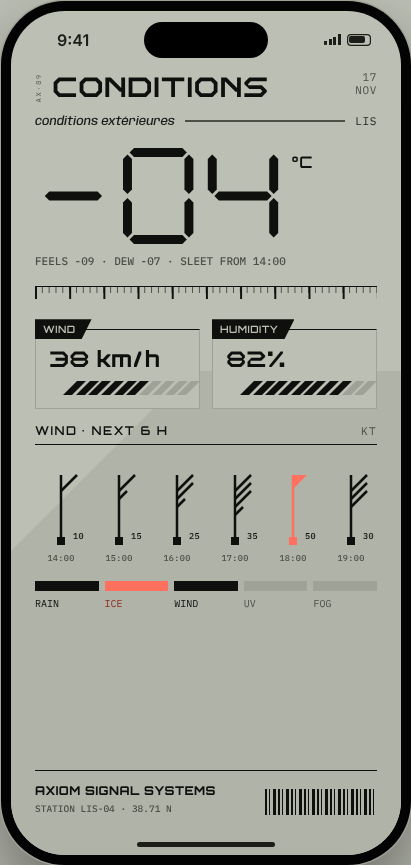 9:41
AX-09
CONDITIONS
17
NOV
conditions extérieures
LIS
-04 °C
FEELS -09 · DEW -07 · SLEET FROM 14:00
WIND
38 km/h
HUMIDITY
82%
WIND · NEXT 6 H
KT
10 15 25 35 50 30
14:00 15:00 16:00 17:00 18:00 19:00
RAIN ICE WIND UV FOG
AXIOM SIGNAL SYSTEMS
STATION LIS-04 · 38.71 N